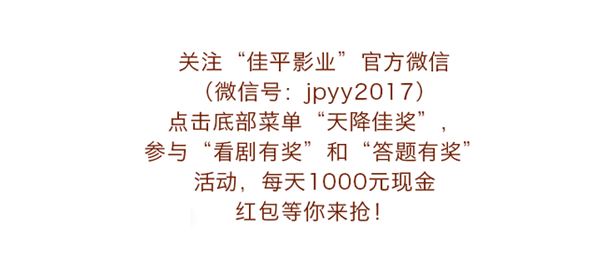 关注“佳平影业”官方微信
（微信号：jpyy2017）
点击底部菜单“天降佳奖”，
参与“看剧有奖”和“答题有奖”
活动，每天1000元现金
红包等你来抢！